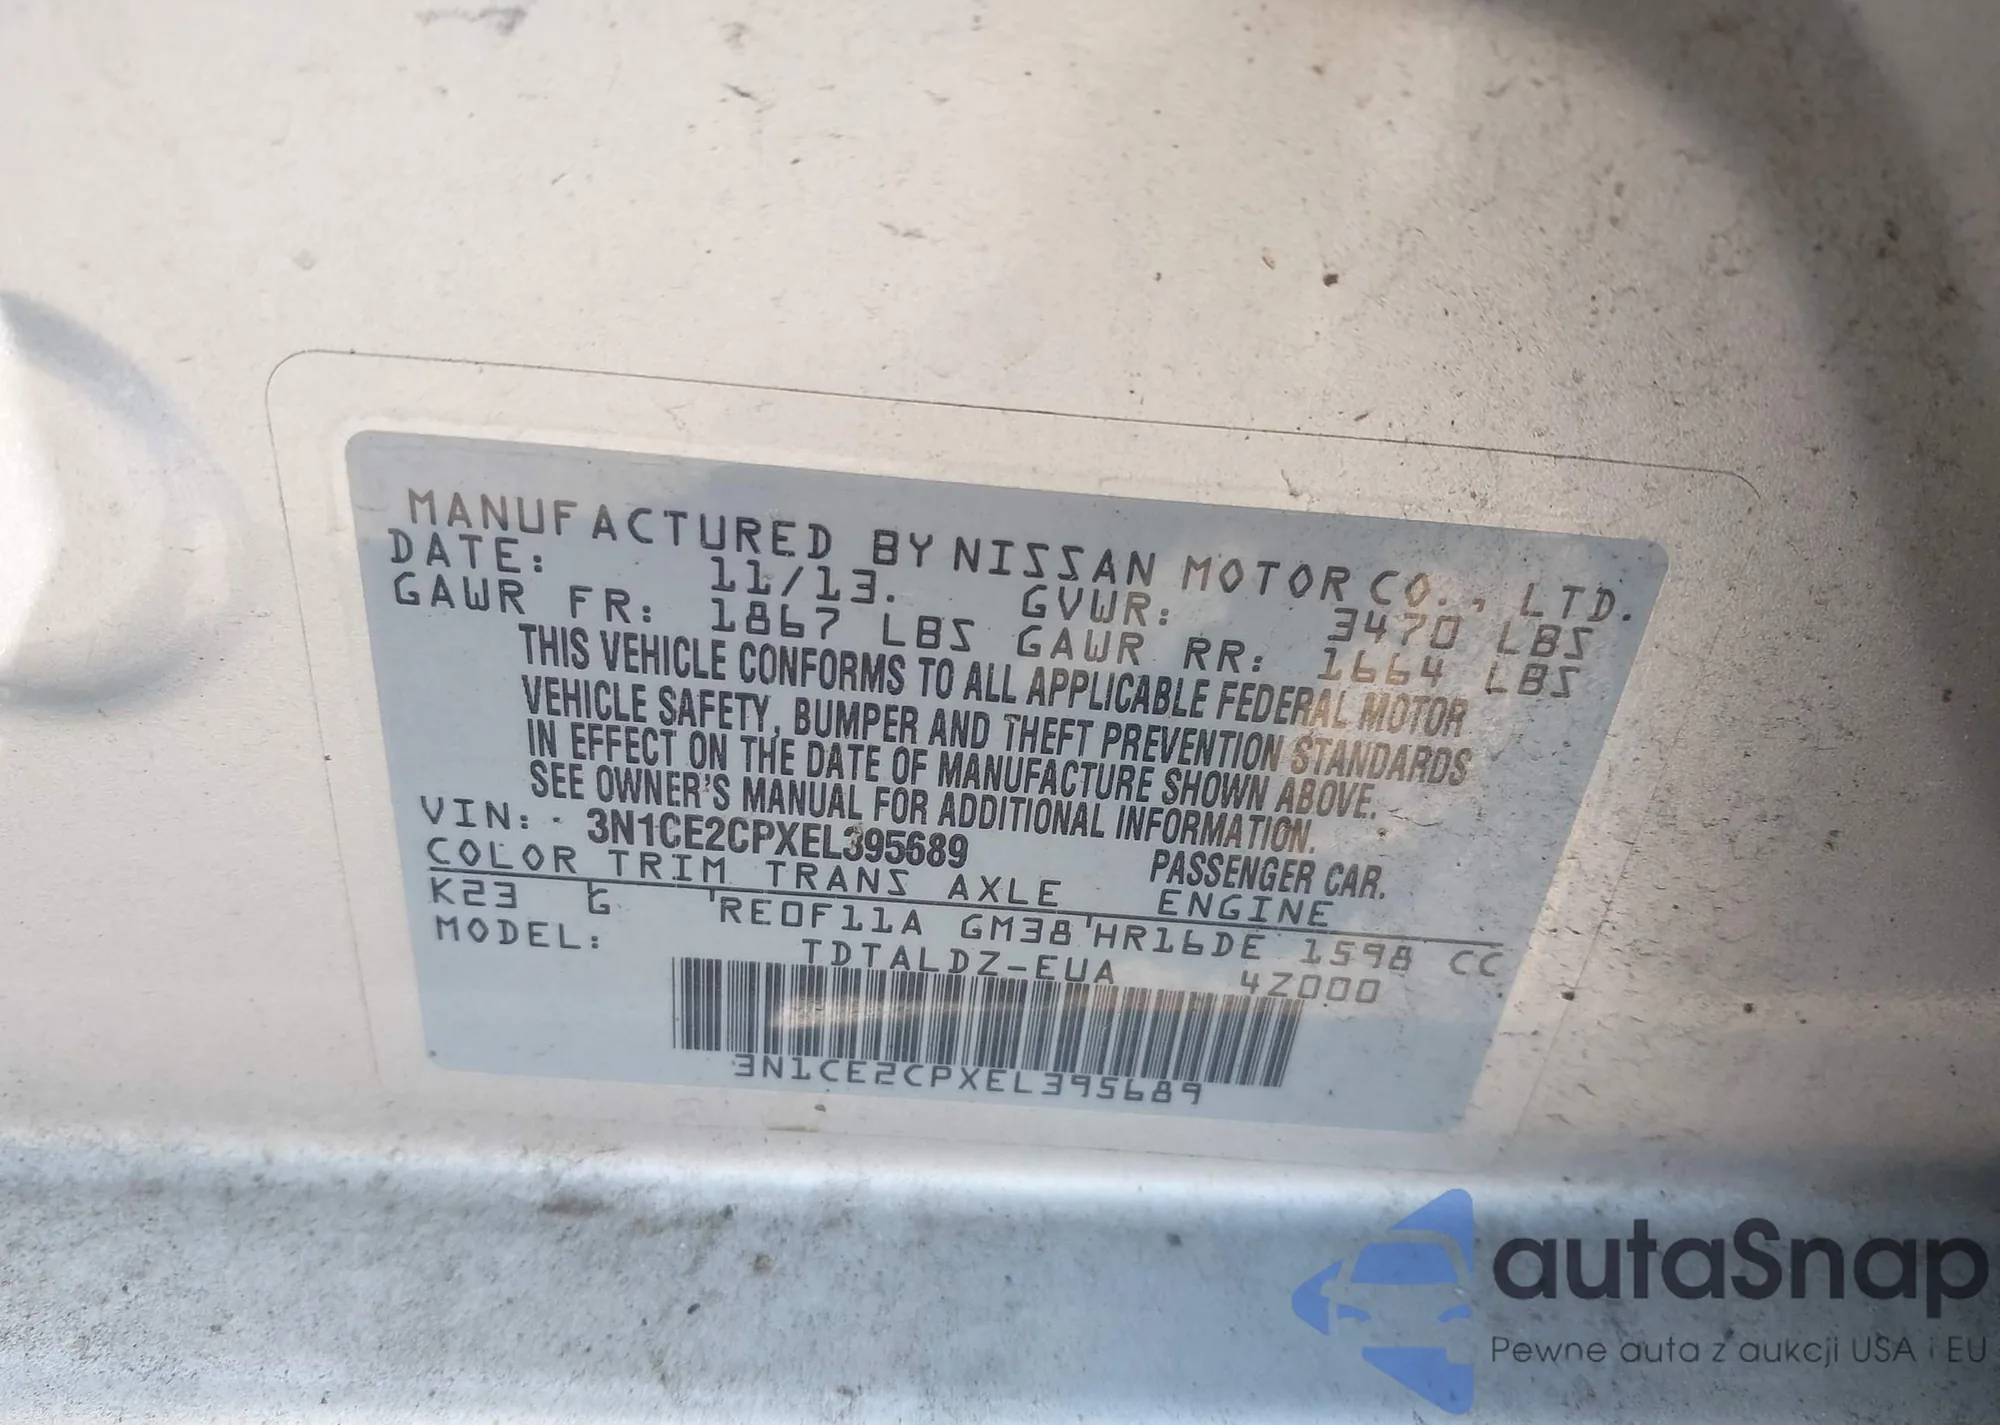 MANUFACTURED BY NISSAN MOTOR CO., LTD.
DATE: 11/13. GVWR: 3470 LBS
GAWR FR: 1867 LBS GAWR RR: 1664 LBS
THIS VEHICLE CONFORMS TO ALL APPLICABLE FEDERAL MOTOR
VEHICLE SAFETY, BUMPER AND THEFT PREVENTION STANDARDS
IN EFFECT ON THE DATE OF MANUFACTURE SHOWN ABOVE.
SEE OWNER'S MANUAL FOR ADDITIONAL INFORMATION.
VIN: 3N1CE2CPXEL395689 PASSENGER CAR.
COLOR TRIM TRANS AXLE ENGINE
K23 G RE0F11A GM38 HR16DE 1598 CC
MODEL: TDTALDZ-EUA 4Z000
3N1CE2CPXEL395689
autaSnap
Pewne auta z aukcji USA i EU